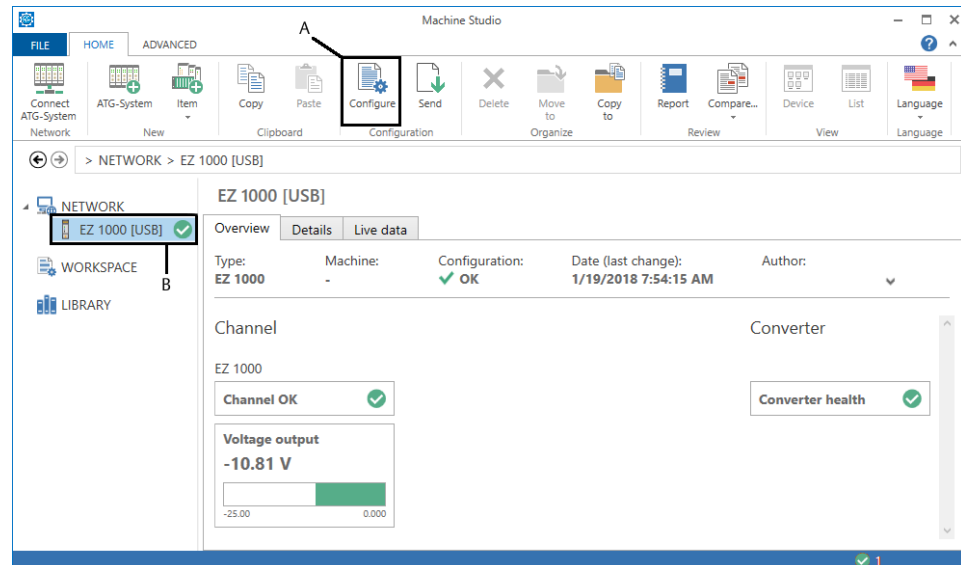 Machine Studio
A
FILE HOME ADVANCED
Connect ATG-System
ATG-System
Item
Copy
Paste
Configure
Send
Delete
Move to
Copy to
Report
Compare...
Device
List
Language
Network New Clipboard Configuration Organize Review View Language
> NETWORK > EZ 1000 [USB]
NETWORK
EZ 1000 [USB]
B
WORKSPACE
LIBRARY
EZ 1000 [USB]
Overview Details Live data
Type: Machine: Configuration: Date (last change): Author:
EZ 1000 - OK 1/19/2018 7:54:15 AM
Channel Converter
EZ 1000
Channel OK Converter health
Voltage output
-10.81 V
-25.00 0.000
1